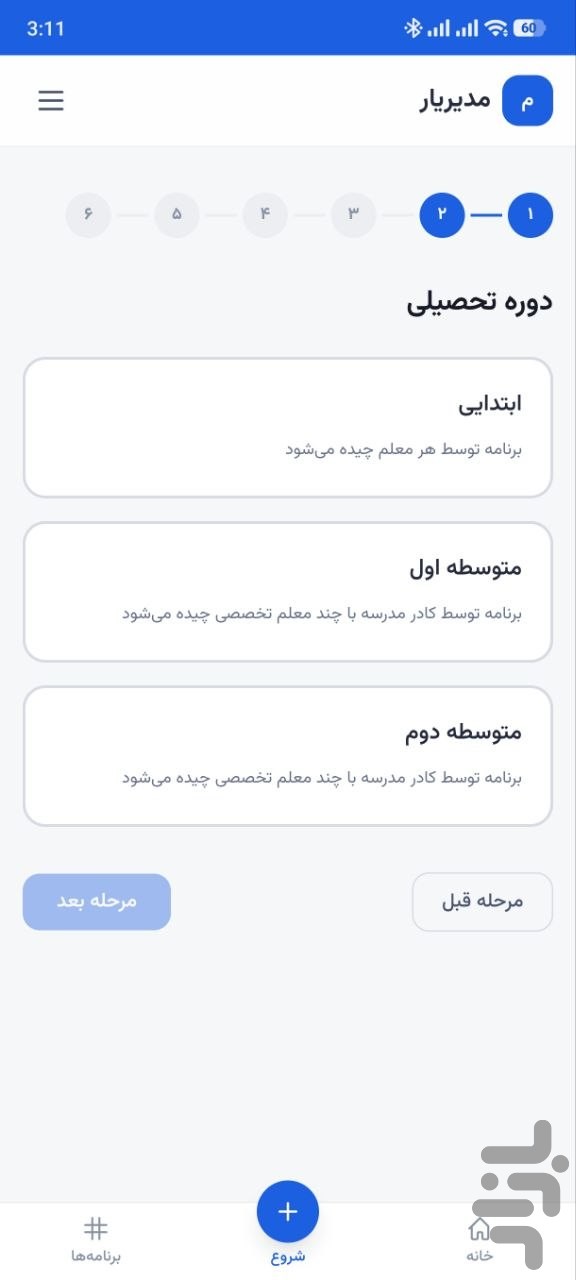 3:11
60
م مدیریار
۱ ۲ ۳ ۴ ۵ ۶
دوره تحصیلی
ابتدایی
برنامه توسط هر معلم چیده می‌شود
متوسطه اول
برنامه توسط کادر مدرسه با چند معلم تخصصی چیده می‌شود
متوسطه دوم
برنامه توسط کادر مدرسه با چند معلم تخصصی چیده می‌شود
مرحله قبل
مرحله بعد
خانه
شروع
برنامه‌ها